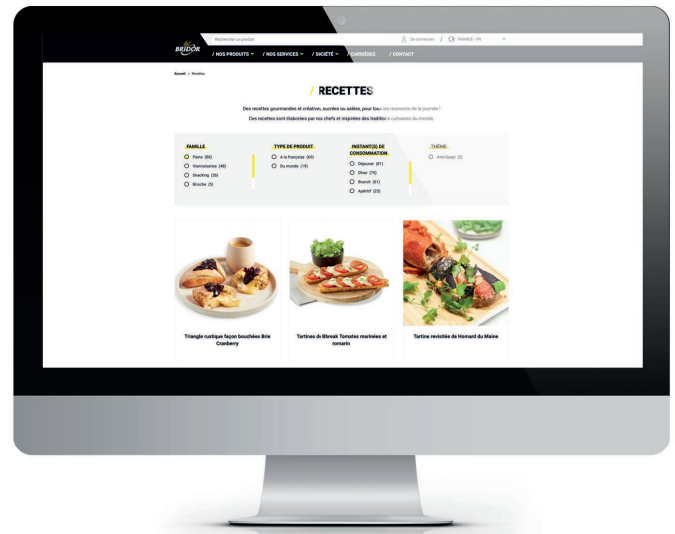 BRIDOR
Rechercher un produit
Se connecter / FRANCE - FR
/ NOS PRODUITS / NOS SERVICES / SOCIÉTÉ / CARRIÈRES / CONTACT
Accueil > Recettes
/ RECETTES
Des recettes gourmandes et créatives, sucrées ou salées, pour tous les moments de la journée !
Ces recettes sont élaborées par nos chefs et inspirées des traditions culinaires du monde.
FAMILLE
Pains (88)
Viennoiseries (48)
Snacking (26)
Brioche (5)
TYPE DE PRODUIT
A la française (69)
Du monde (19)
INSTANT(S) DE
CONSOMMATION
Déjeuner (81)
Dîner (70)
Brunch (61)
Apéritif (23)
THÈME
Anti-Gaspi (2)
Triangle rustique façon bouchées Brie
Cranberry
Tartines di Bbreak Tomates marinées et
romarin
Tartine revisitée de Homard du Maine